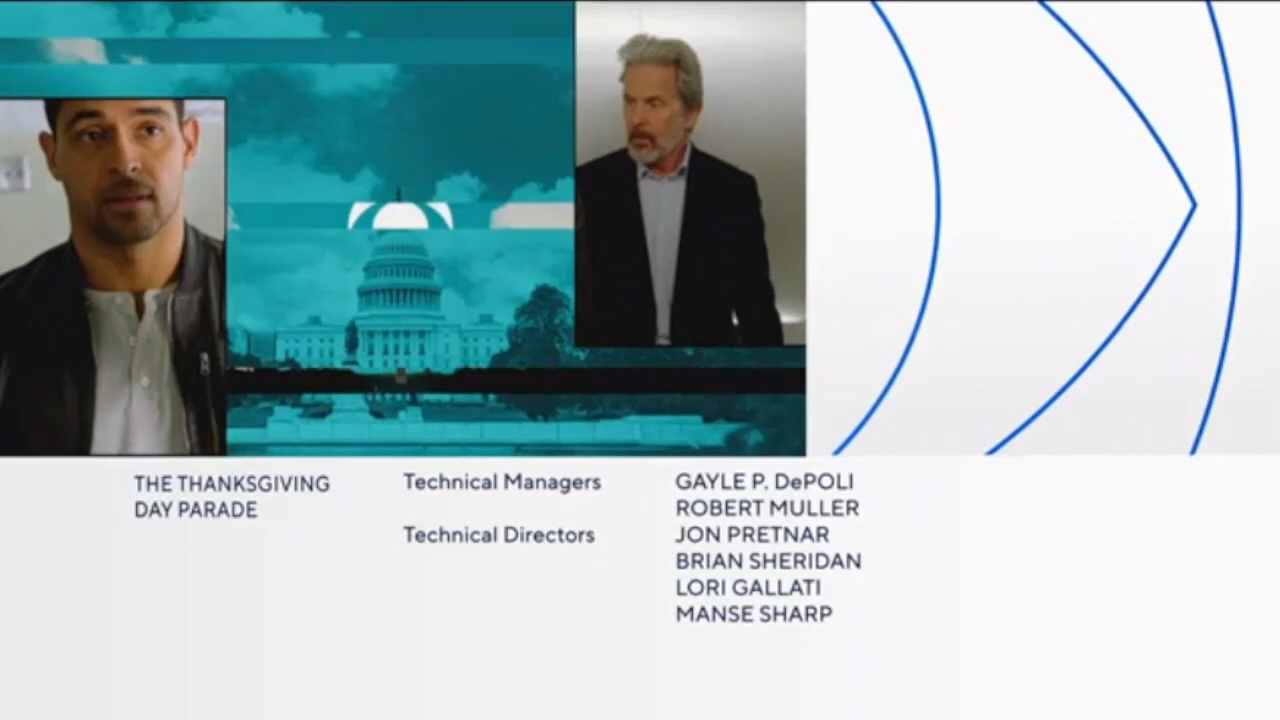 THE THANKSGIVING
DAY PARADE
Technical Managers
Technical Directors
GAYLE P. DePOLI
ROBERT MULLER
JON PRETNAR
BRIAN SHERIDAN
LORI GALLATI
MANSE SHARP